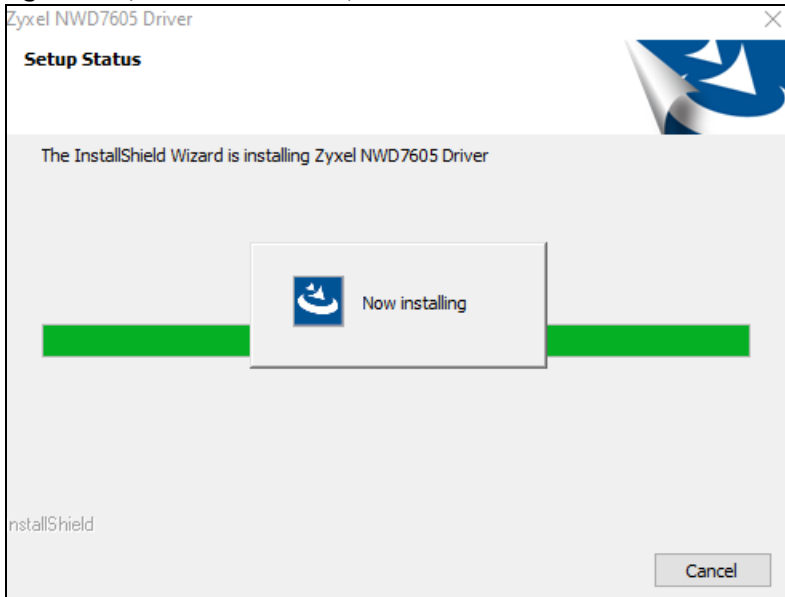 Zyxel NWD7605 Driver
Setup Status
The InstallShield Wizard is installing Zyxel NWD7605 Driver
Now installing
nstallShield
Cancel